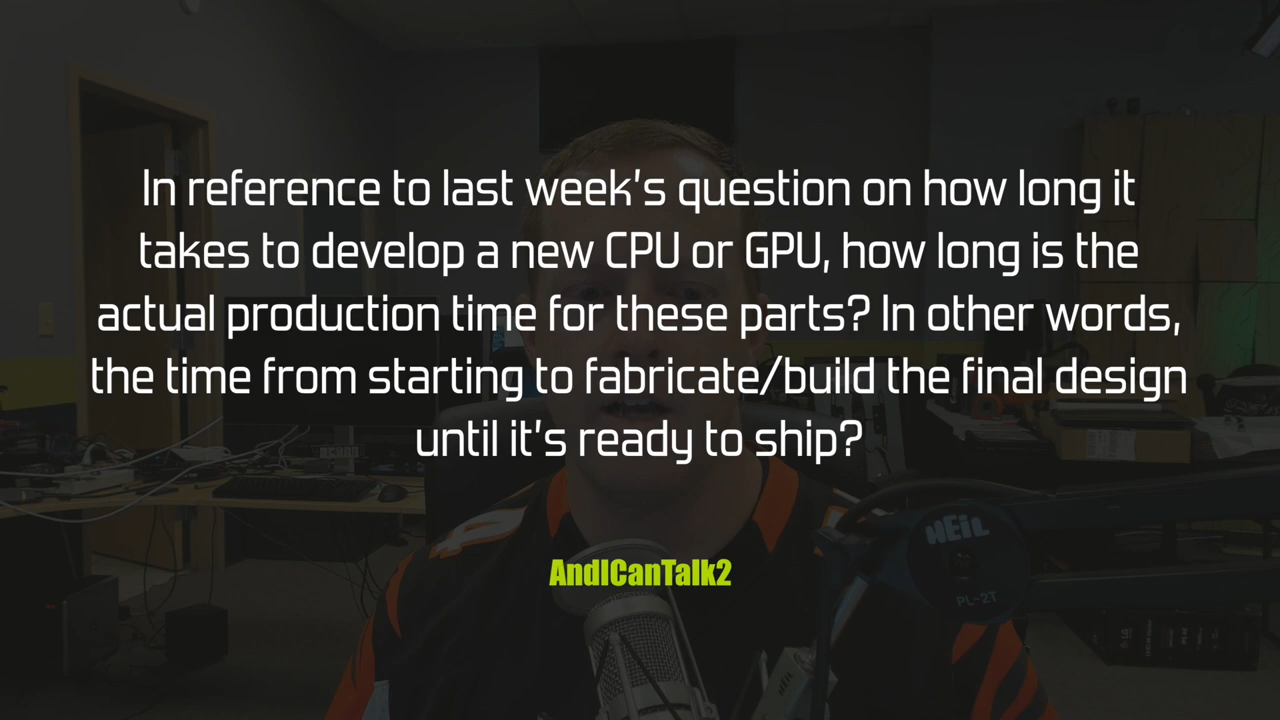 In reference to last week's question on how long it
takes to develop a new CPU or GPU, how long is the
actual production time for these parts? In other words,
the time from starting to fabricate/build the final design
until it's ready to ship?
AndICanTalk2
HEiL
PL-2T
HEiL